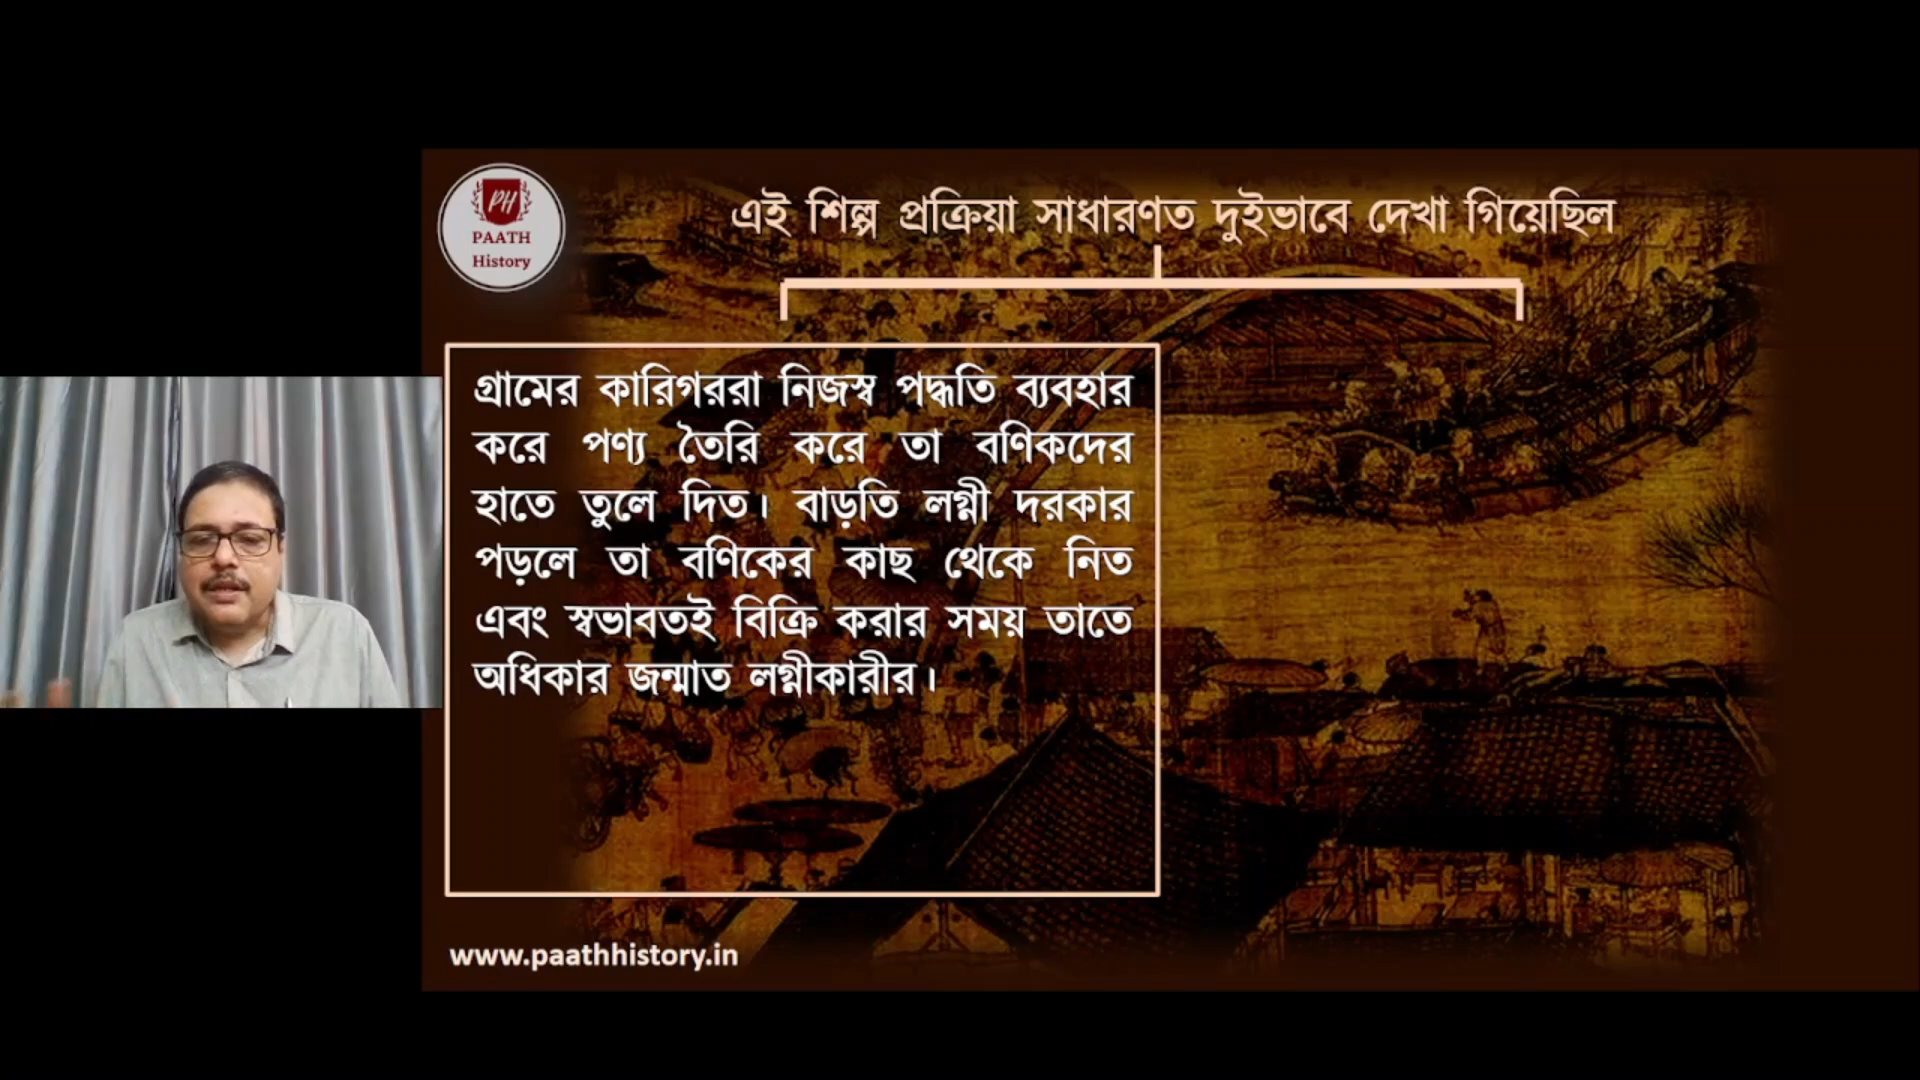 PH
PAATH
History
এই শিল্প প্রক্রিয়া সাধারণত দুইভাবে দেখা গিয়েছিল
গ্রামের কারিগররা নিজস্ব পদ্ধতি ব্যবহার
করে পণ্য তৈরি করে তা বণিকদের
হাতে তুলে দিত। বাড়তি লগ্নী দরকার
পড়লে তা বণিকের কাছ থেকে নিত
এবং স্বভাবতই বিক্রি করার সময় তাতে
অধিকার জন্মাত লগ্নীকারীর।
www.paathhistory.in